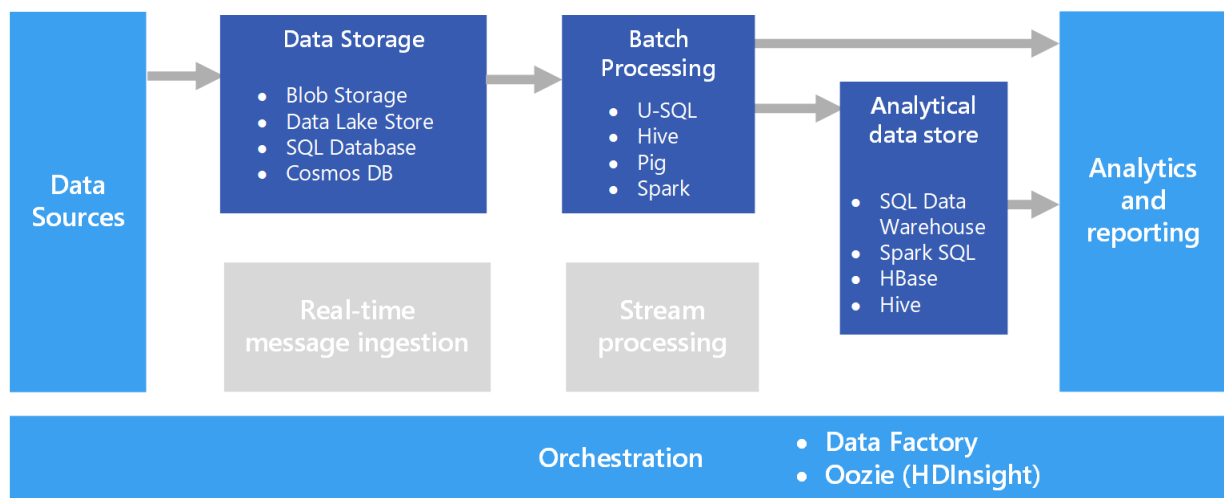 Data Sources
Data Storage
• Blob Storage
• Data Lake Store
• SQL Database
• Cosmos DB
Batch
Processing
• U-SQL
• Hive
• Pig
• Spark
Analytical
data store
• SQL Data
Warehouse
• Spark SQL
• HBase
• Hive
Analytics
and
reporting
Real-time
message ingestion
Stream
processing
Orchestration
• Data Factory
• Oozie (HDInsight)